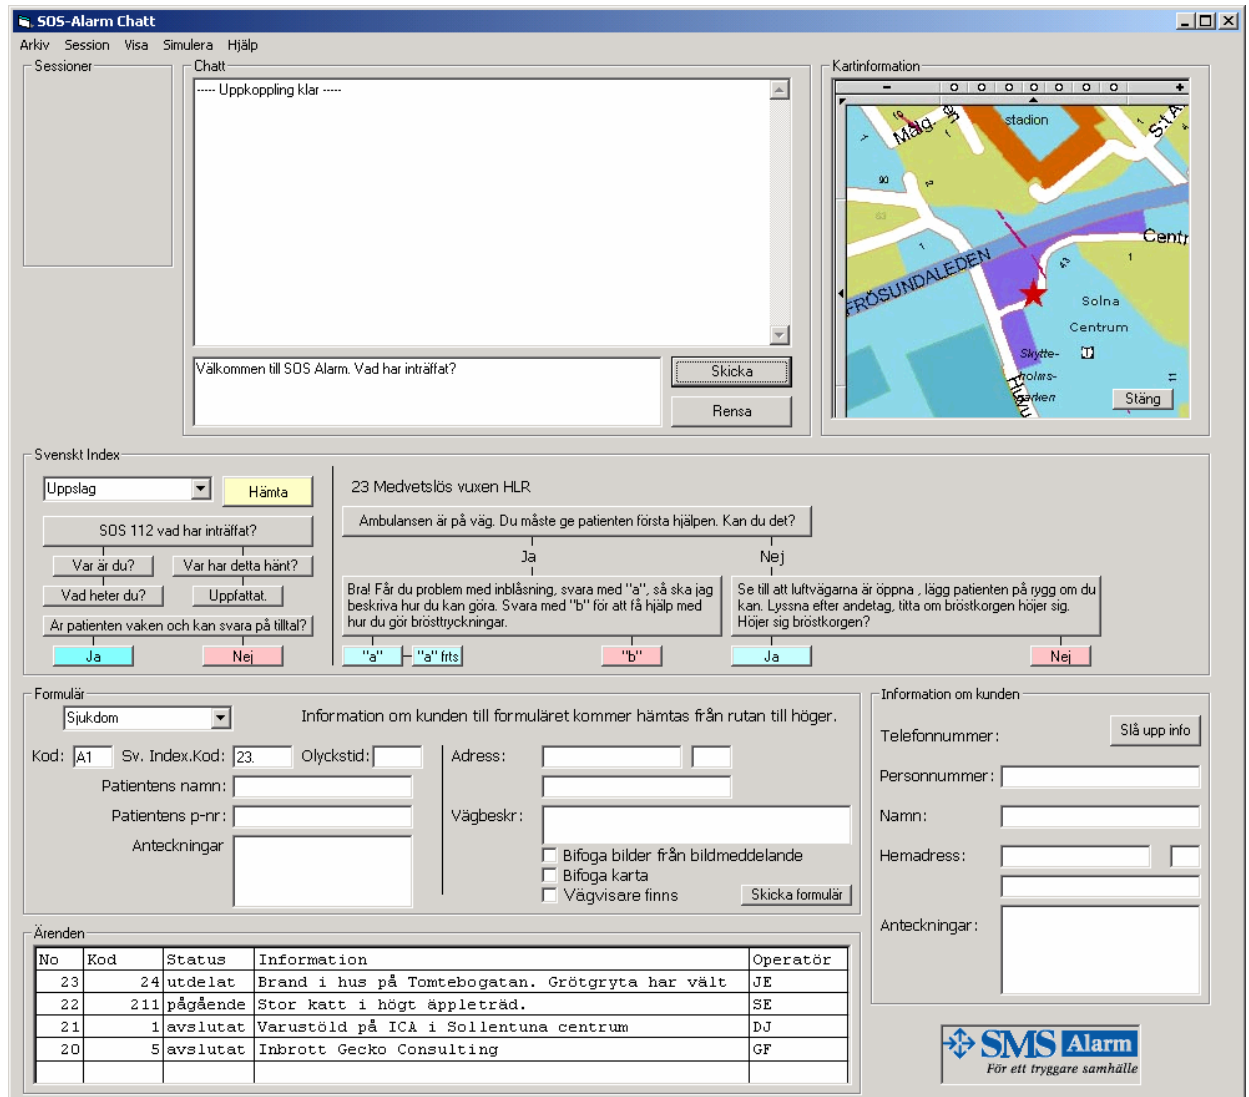 SOS-Alarm Chatt
Arkiv Session Visa Simulera Hjälp
Sessioner
Chatt
----- Uppkoppling klar -----
Välkommen till SOS Alarm. Vad har inträffat?
Skicka
Rensa
Kartinformation
stadion
Målg.
S:t A
90
63
1
FRÖSUNDALEDEN
Centr
43
1
Solna
Centrum
Skytte-
holms-
parken
Huvu
11
T
Stäng
Svenskt Index
Uppslag
Hämta
SOS 112 vad har inträffat?
Var är du? Var har detta hänt?
Vad heter du? Uppfattat.
Är patienten vaken och kan svara på tilltal?
Ja Nej
23 Medvetslös vuxen HLR
Ambulansen är på väg. Du måste ge patienten första hjälpen. Kan du det?
Ja Nej
Bra! Får du problem med inblåsning, svara med "a", så ska jag
beskriva hur du kan göra. Svara med "b" för att få hjälp med
hur du gör brösttryckningar.
"a" "a" frts "b"
Se till att luftvägarna är öppna , lägg patienten på rygg om du
kan. Lyssna efter andetag, titta om bröstkorgen höjer sig.
Höjer sig bröstkorgen?
Ja Nej
Formulär
Sjukdom
Information om kunden till formuläret kommer hämtas från rutan till höger.
Kod: A1 Sv. Index.Kod: 23. Olyckstid:
Patientens namn:
Patientens p-nr:
Anteckningar
Adress:
Vägbeskr:
Bifoga bilder från bildmeddelande
Bifoga karta
Vägvisare finns
Skicka formulär
Information om kunden
Telefonnummer:
Slå upp info
Personnummer:
Namn:
Hemadress:
Anteckningar:
Ärenden
No Kod Status Information Operatör
23 24 utdelat Brand i hus på Tomtebogatan. Grötgryta har vält JE
22 211 pågående Stor katt i högt äppleträd. SE
21 1 avslutat Varustöld på ICA i Sollentuna centrum DJ
20 5 avslutat Inbrott Gecko Consulting GF
SMS Alarm
För ett tryggare samhälle